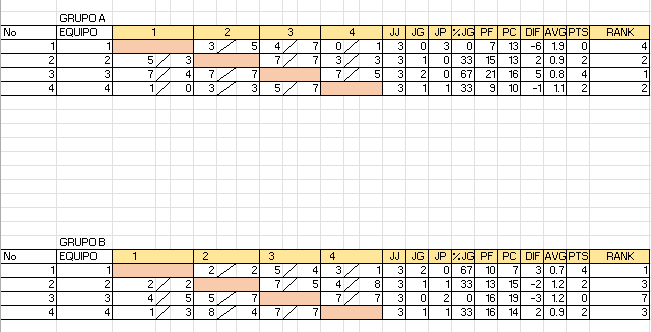 GRUPO A
No EQUIPO 1 2 3 4 JJ JG JP %JG PF PC DIF AVG PTS RANK
1 1 3 / 5 4 / 7 0 / 1 3 0 3 0 7 13 -6 1.9 0 4
2 2 5 / 3 7 / 7 3 / 3 3 1 0 33 15 13 2 0.9 2 2
3 3 7 / 4 7 / 7 7 / 5 3 2 0 67 21 16 5 0.8 4 1
4 4 1 / 0 3 / 3 5 / 7 3 1 1 33 9 10 -1 1.1 2 2
GRUPO B
No EQUIPO 1 2 3 4 JJ JG JP %JG PF PC DIF AVG PTS RANK
1 1 2 / 2 5 / 4 3 / 1 3 2 0 67 10 7 3 0.7 4 1
2 2 2 / 2 7 / 5 4 / 8 3 1 1 33 13 15 -2 1.2 2 3
3 3 4 / 5 5 / 7 7 / 7 3 0 2 0 16 19 -3 1.2 0 7
4 4 1 / 3 8 / 4 7 / 7 3 1 1 33 16 14 2 0.9 2 3